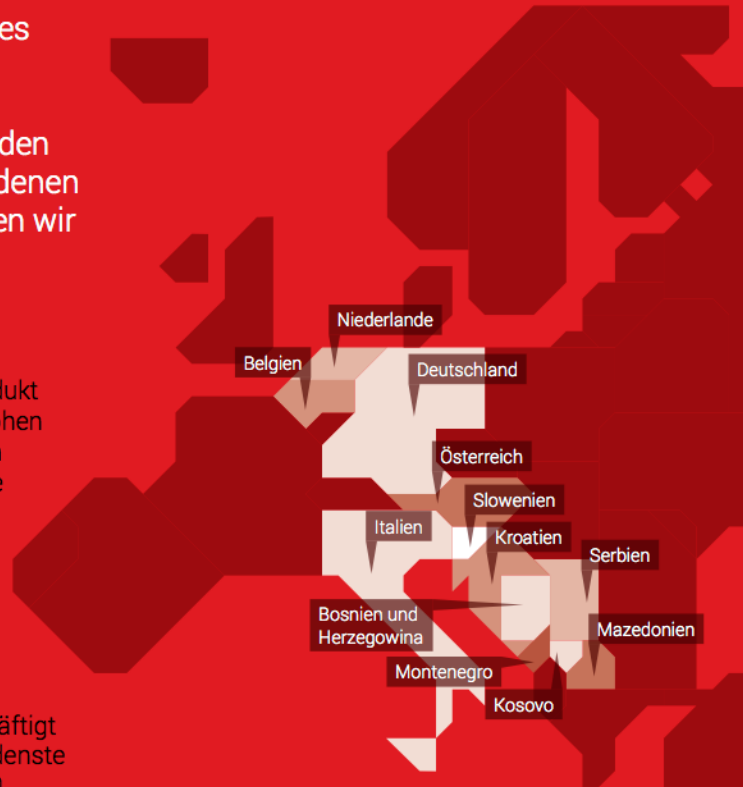 es
den
denen
en wir
dukt
ohen
e
äftigt
denste
Niederlande
Belgien
Deutschland
Österreich
Slowenien
Italien
Kroatien
Serbien
Bosnien und
Herzegowina
Mazedonien
Montenegro
Kosovo